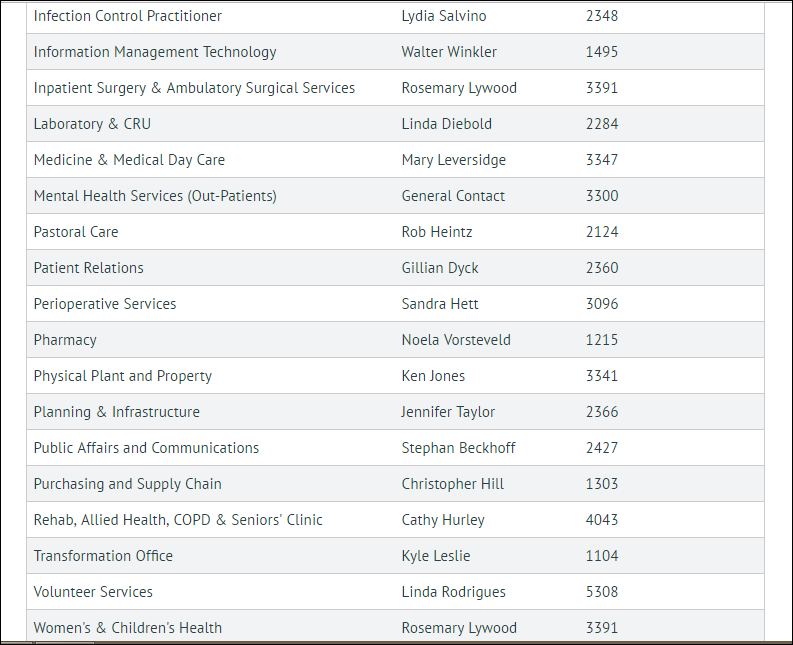 Infection Control Practitioner Lydia Salvino 2348
Information Management Technology Walter Winkler 1495
Inpatient Surgery & Ambulatory Surgical Services Rosemary Lywood 3391
Laboratory & CRU Linda Diebold 2284
Medicine & Medical Day Care Mary Leversidge 3347
Mental Health Services (Out-Patients) General Contact 3300
Pastoral Care Rob Heintz 2124
Patient Relations Gillian Dyck 2360
Perioperative Services Sandra Hett 3096
Pharmacy Noela Vorsteveld 1215
Physical Plant and Property Ken Jones 3341
Planning & Infrastructure Jennifer Taylor 2366
Public Affairs and Communications Stephan Beckhoff 2427
Purchasing and Supply Chain Christopher Hill 1303
Rehab, Allied Health, COPD & Seniors' Clinic Cathy Hurley 4043
Transformation Office Kyle Leslie 1104
Volunteer Services Linda Rodrigues 5308
Women's & Children's Health Rosemary Lywood 3391